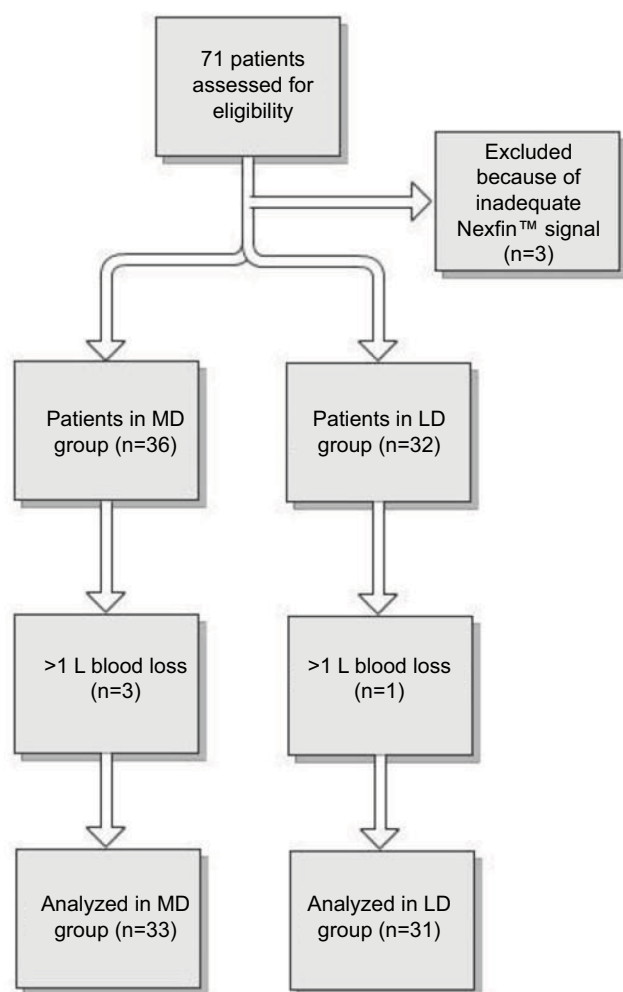 71 patients
assessed for
eligibility
Excluded
because of
inadequate
Nexfin™ signal
(n=3)
Patients in MD
group (n=36)
Patients in LD
group (n=32)
>1 L blood loss
(n=3)
>1 L blood loss
(n=1)
Analyzed in MD
group (n=33)
Analyzed in LD
group (n=31)